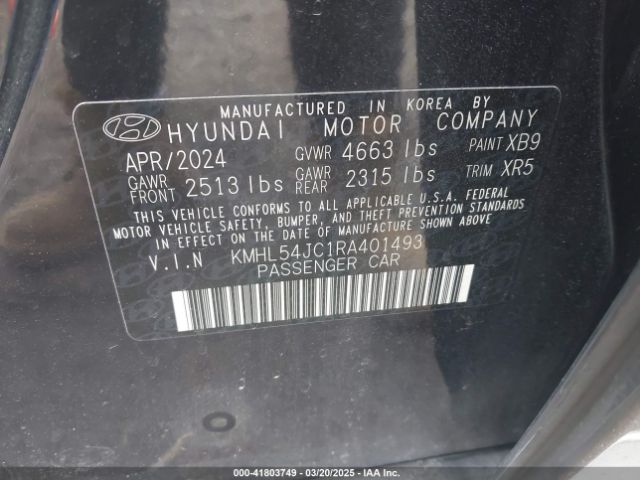 MANUFACTURED IN KOREA BY
HYUNDAI MOTOR COMPANY
APR/2024 GVWR 4663 lbs PAINT XB9
GAWR FRONT 2513 lbs GAWR REAR 2315 lbs TRIM XR5
THIS VEHICLE CONFORMS TO ALL APPLICABLE U.S.A. FEDERAL
MOTOR VEHICLE SAFETY, BUMPER, AND THEFT PREVENTION STANDARDS
IN EFFECT ON THE DATE OF MANUFACTURE SHOWN ABOVE.
V.I.N KMHL54JC1RA401493
PASSENGER CAR
000-41803749 - 03/20/2025 - IAA Inc.